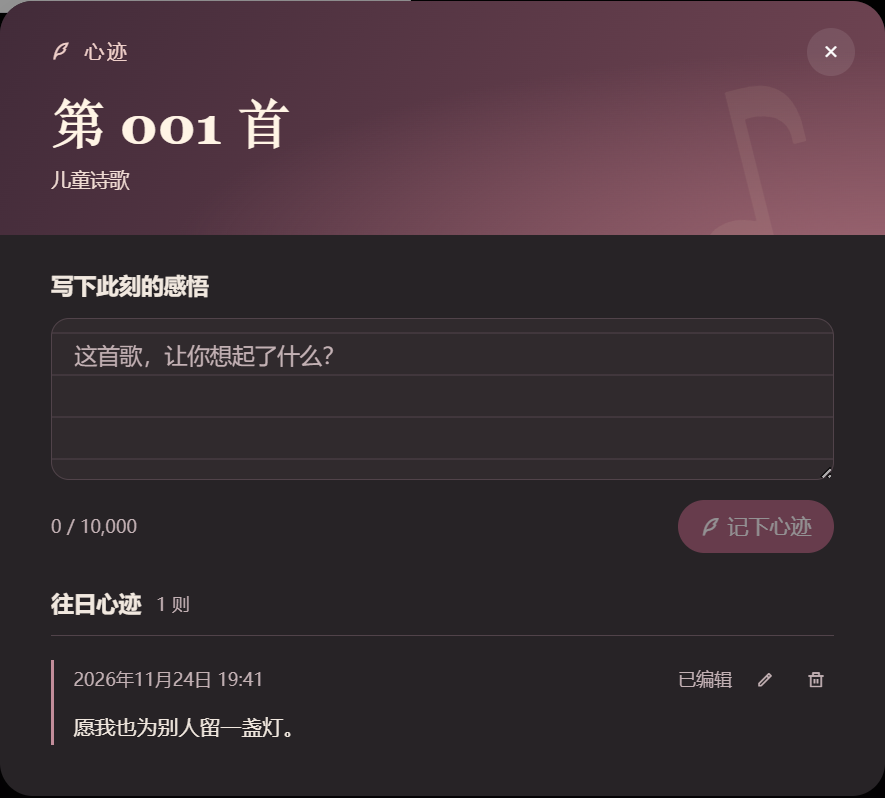 心迹
第 001 首
儿童诗歌
写下此刻的感悟
这首歌，让你想起了什么？
0 / 10,000
记下心迹
往日心迹 1 则
2026年11月24日 19:41 已编辑
愿我也为别人留一盏灯。